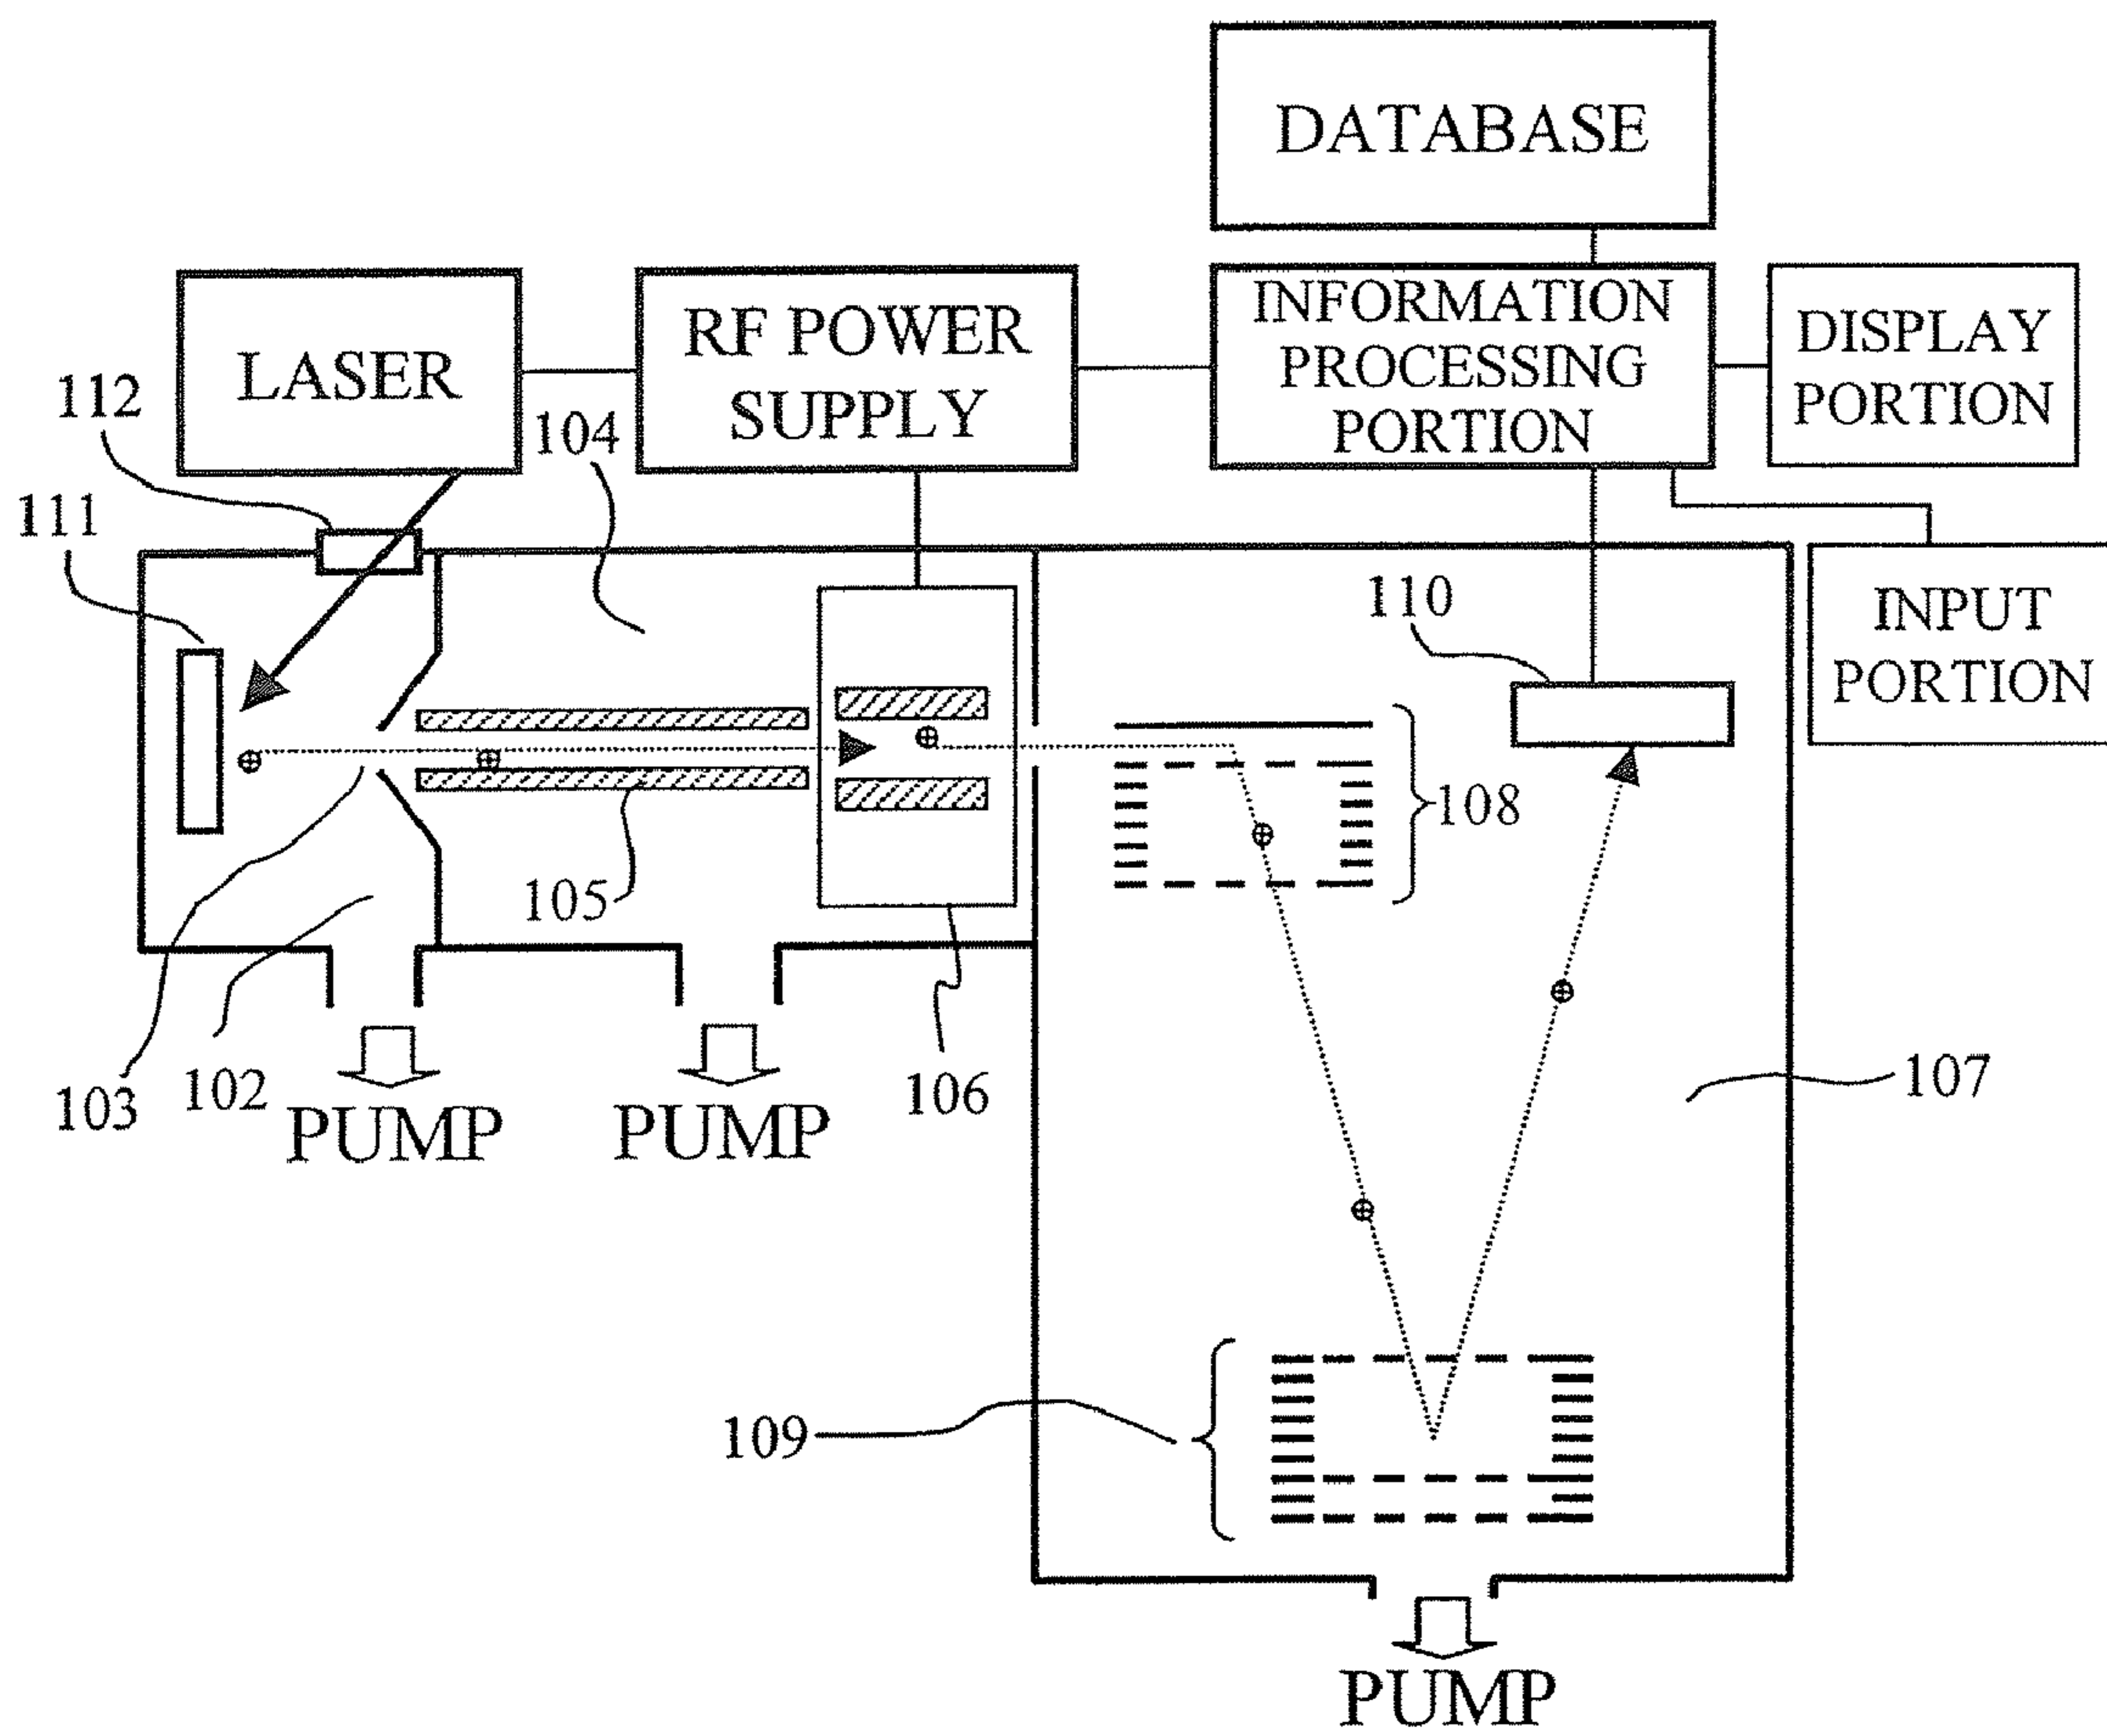 DATABASE
LASER
RF POWER
SUPPLY
INFORMATION
PROCESSING
PORTION
DISPLAY
PORTION
112
104
111
110
INPUT
PORTION
108
105
103
102
106
107
PUMP
PUMP
109
PUMP